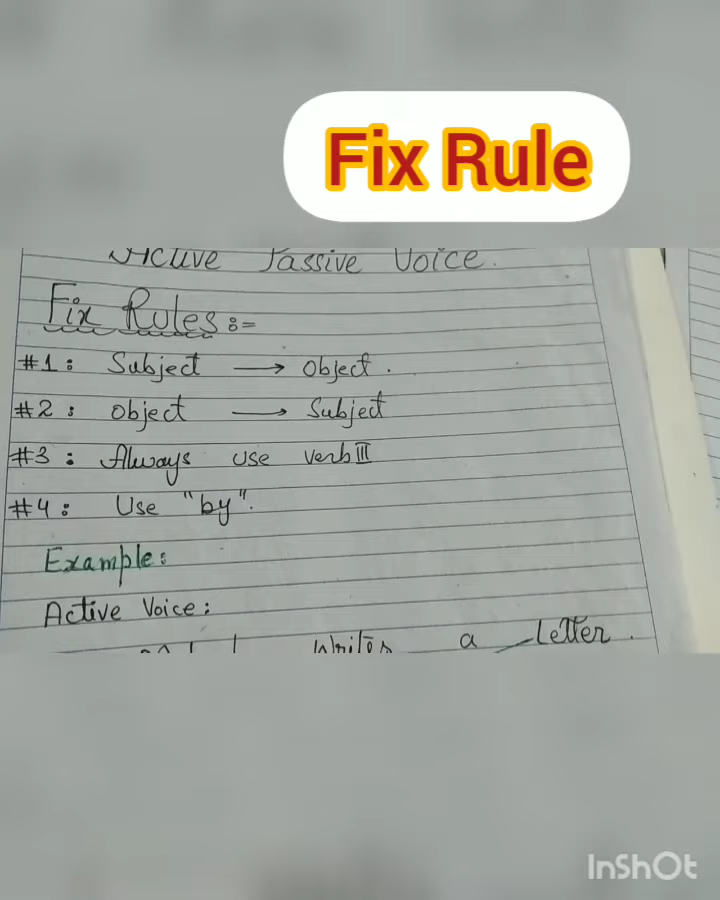 Fix Rule
Active Passive Voice.
Fix Rules:=
#1: Subject → Object.
#2: Object → Subject
#3: Always use verb III
#4: Use "by".
Example:
Active Voice:
writes a letter.
InShOt